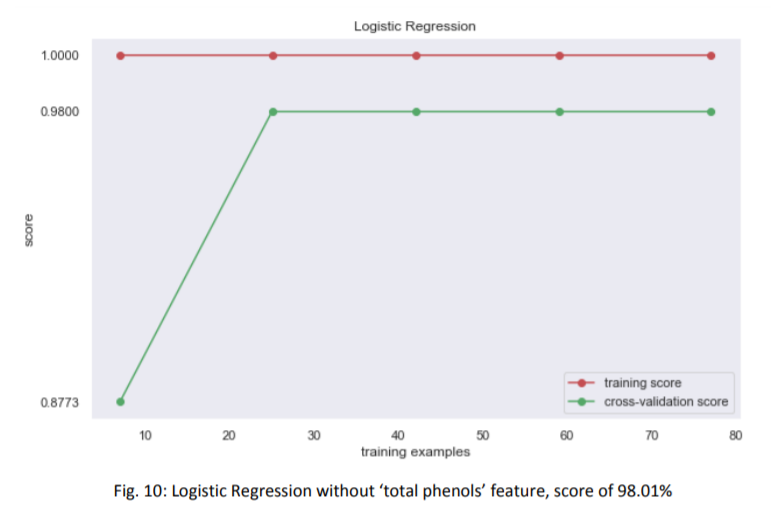 Logistic Regression
1.0000
0.9800
score
0.8773
training score
cross-validation score
10 20 30 40 50 60 70 80
training examples
Fig. 10: Logistic Regression without ‘total phenols’ feature, score of 98.01%